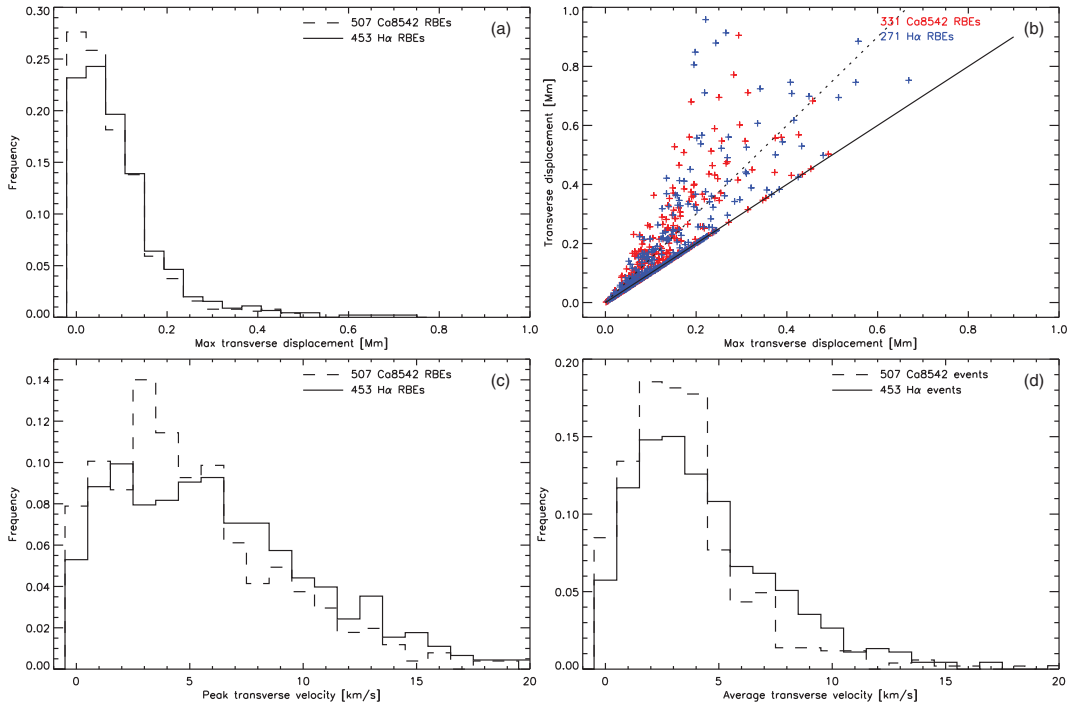 507 Ca8542 RBEs
453 Hα RBEs
(a)
0.30
0.25
0.20
0.15
0.10
0.05
0.00
Frequency
0.0 0.2 0.4 0.6 0.8 1.0
Max transverse displacement [Mm]
331 Ca8542 RBEs
271 Hα RBEs
(b)
1.0
0.8
0.6
0.4
0.2
0.0
Transverse displacement [Mm]
0.0 0.2 0.4 0.6 0.8 1.0
Max transverse displacement [Mm]
507 Ca8542 RBEs
453 Hα RBEs
(c)
0.14
0.12
0.10
0.08
0.06
0.04
0.02
0.00
Frequency
0 5 10 15 20
Peak transverse velocity [km/s]
507 Ca8542 events
453 Hα events
(d)
0.20
0.15
0.10
0.05
0.00
Frequency
0 5 10 15 20
Average transverse velocity [km/s]